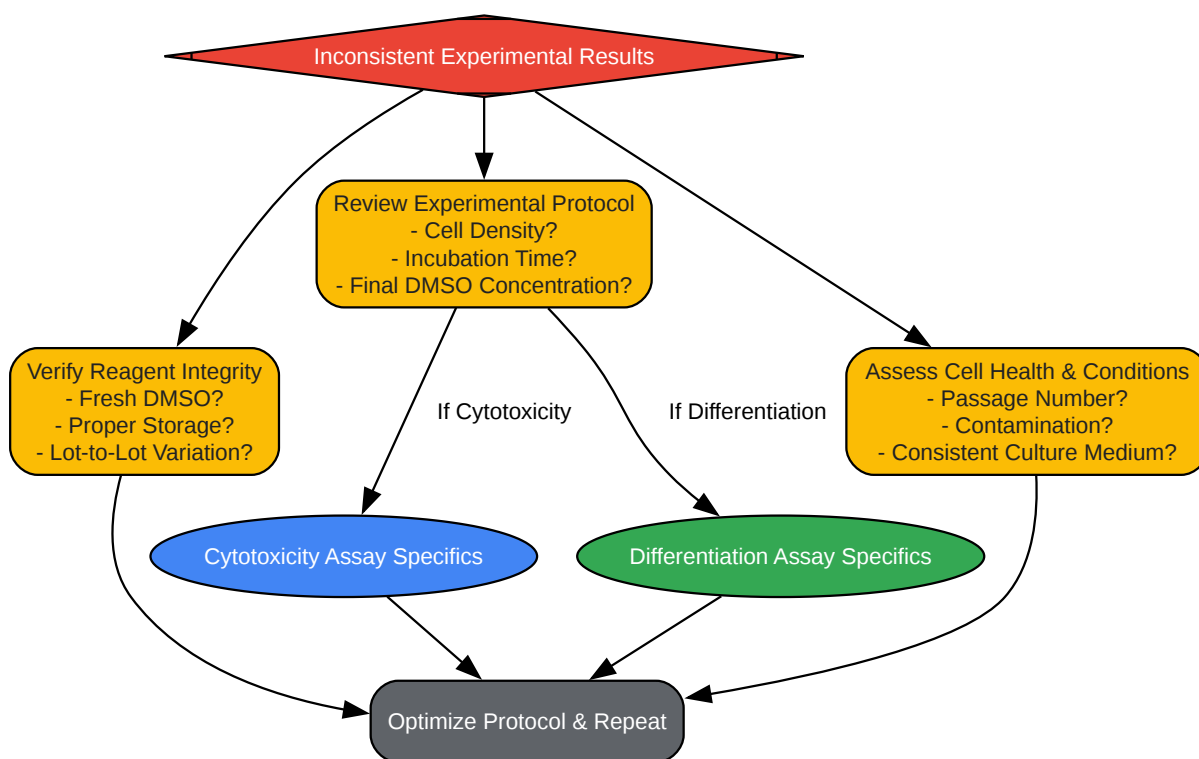 Inconsistent Experimental Results
Review Experimental Protocol
- Cell Density?
- Incubation Time?
- Final DMSO Concentration?
Verify Reagent Integrity
- Fresh DMSO?
- Proper Storage?
- Lot-to-Lot Variation?
Assess Cell Health & Conditions
- Passage Number?
- Contamination?
- Consistent Culture Medium?
If Cytotoxicity
If Differentiation
Cytotoxicity Assay Specifics
Differentiation Assay Specifics
Optimize Protocol & Repeat